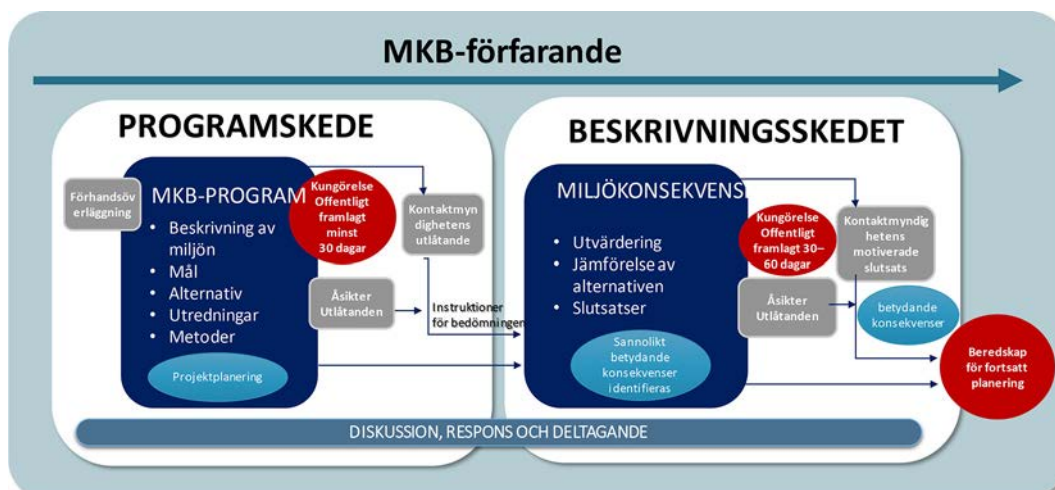 MKB-förfarande
PROGRAMSKEDE
Förhandsöv
erläggning
MKB-PROGRAM
• Beskrivning av
miljön
• Mål
• Alternativ
• Utredningar
• Metoder
Projektplanering
Kungörelse
Offentligt
framlagt
minst
30 dagar
Kontaktmyn
dighetens
utlåtande
Åsikter
Utlåtanden
Instruktioner
för bedömningen
BESKRIVNINGSSKEDET
MILJÖKONSEKVENS
• Utvärdering
• Jämförelse av
alternativen
• Slutsatser
Sannolikt
betydande
konsekvenser
identifieras
Kungörelse
Offentligt
framlagt 30–
60 dagar
Kontaktmyndig
hetens
motiverade
slutsats
Åsikter
Utlåtanden
betydande
konsekvenser
Beredskap
för fortsatt
planering
DISKUSSION, RESPONS OCH DELTAGANDE